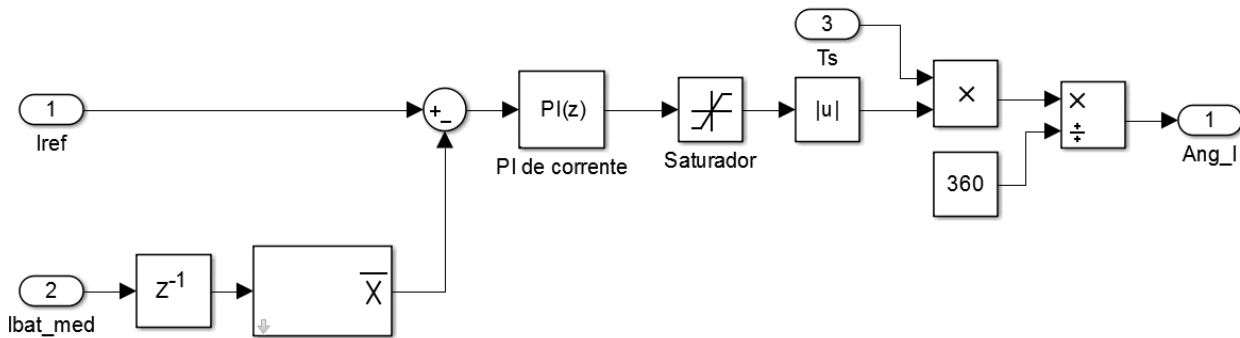 3
Ts
1
Iref
+
-
PI(z)
PI de corrente
Saturador
|u|
×
×
÷
360
1
Ang_I
2
Ibat_med
Z⁻¹
X̅